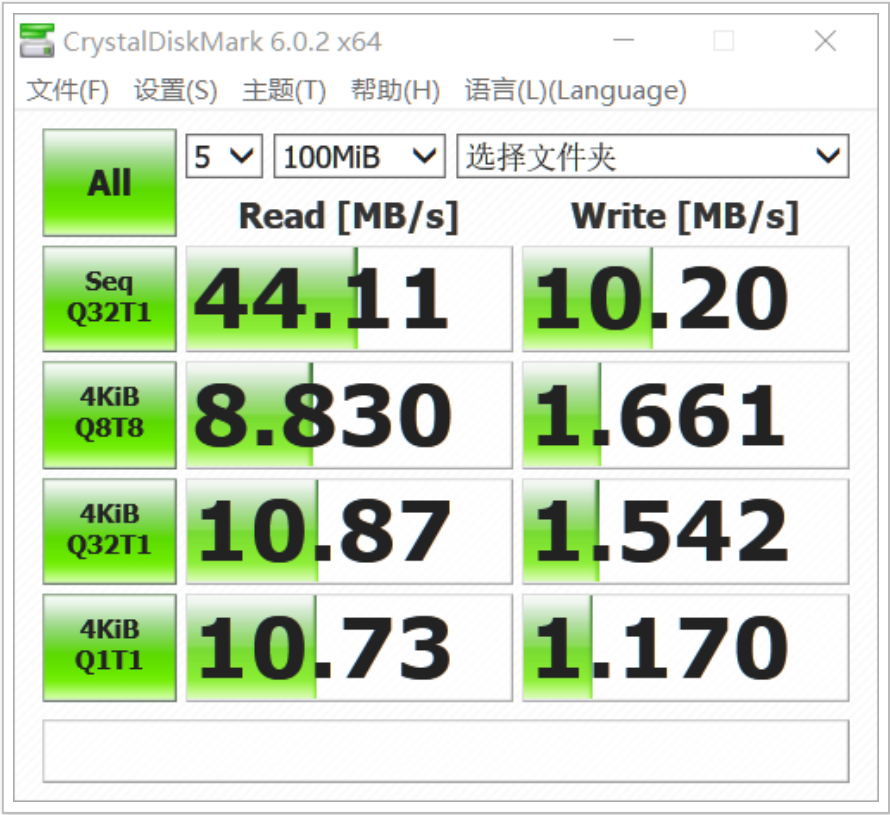 CrystalDiskMark 6.0.2 x64
文件(F) 设置(S) 主题(T) 帮助(H) 语言(L)(Language)
All 5 100MiB 选择文件夹
Read [MB/s] Write [MB/s]
Seq
Q32T1 44.11 10.20
4KiB
Q8T8 8.830 1.661
4KiB
Q32T1 10.87 1.542
4KiB
Q1T1 10.73 1.170